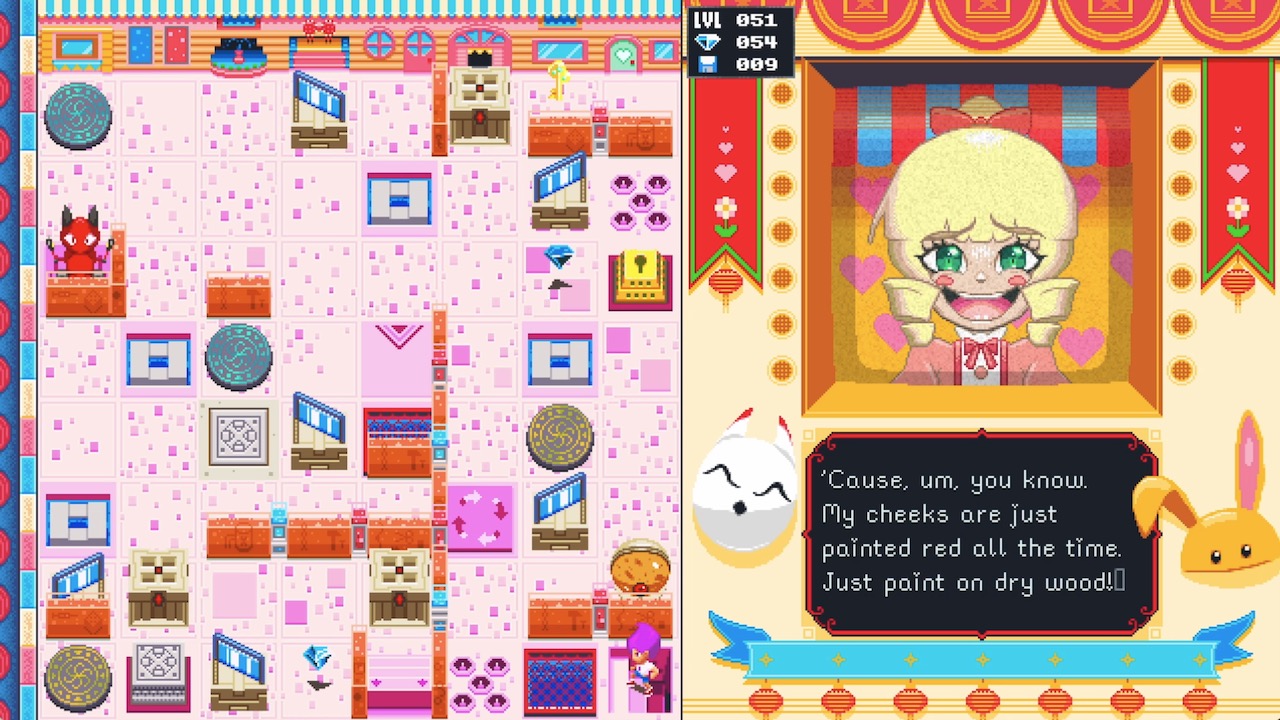 LVL 051
054
009
'Cause, um, you know.
My cheeks are just
painted red all the time.
Just paint on dry wood!